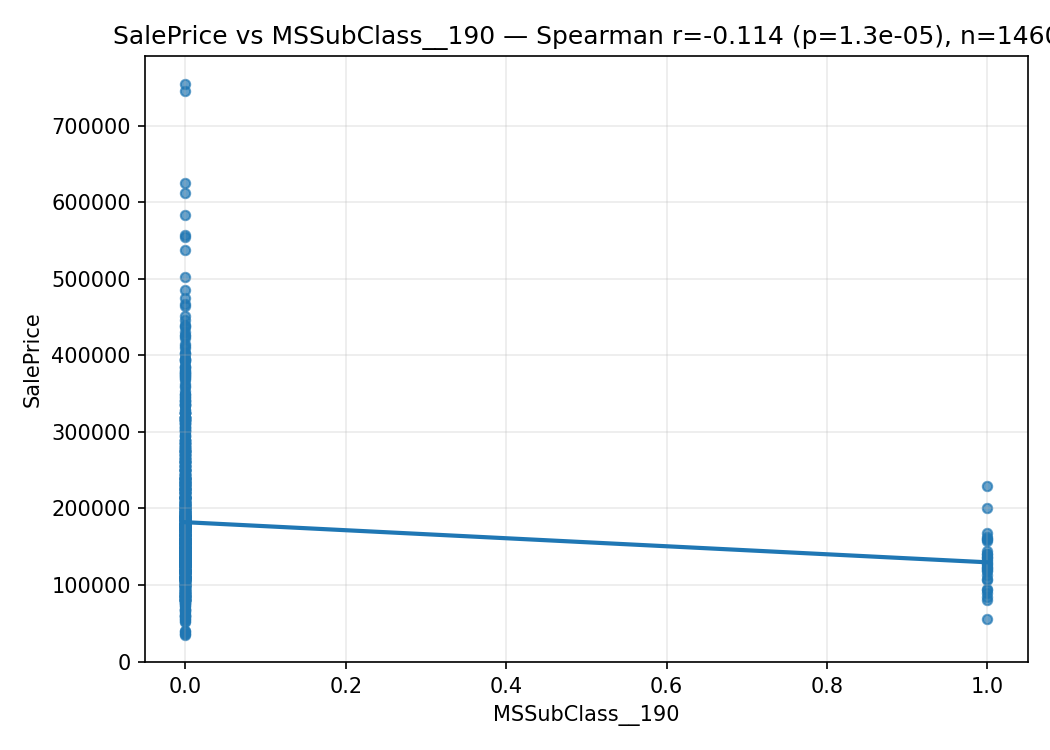 SalePrice vs MSSubClass__190 — Spearman r=-0.114 (p=1.3e-05), n=1460
700000
600000
500000
400000
300000
200000
100000
0
SalePrice
0.0 0.2 0.4 0.6 0.8 1.0
MSSubClass__190